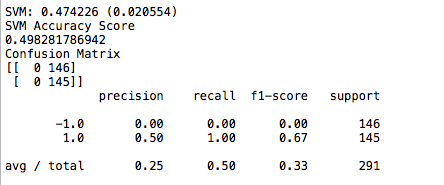 SVM: 0.474226 (0.020554)
SVM Accuracy Score
0.498281786942
Confusion Matrix
[[  0 146]
 [  0 145]]
             precision    recall  f1-score   support

       -1.0       0.00      0.00      0.00       146
        1.0       0.50      1.00      0.67       145

avg / total       0.25      0.50      0.33       291